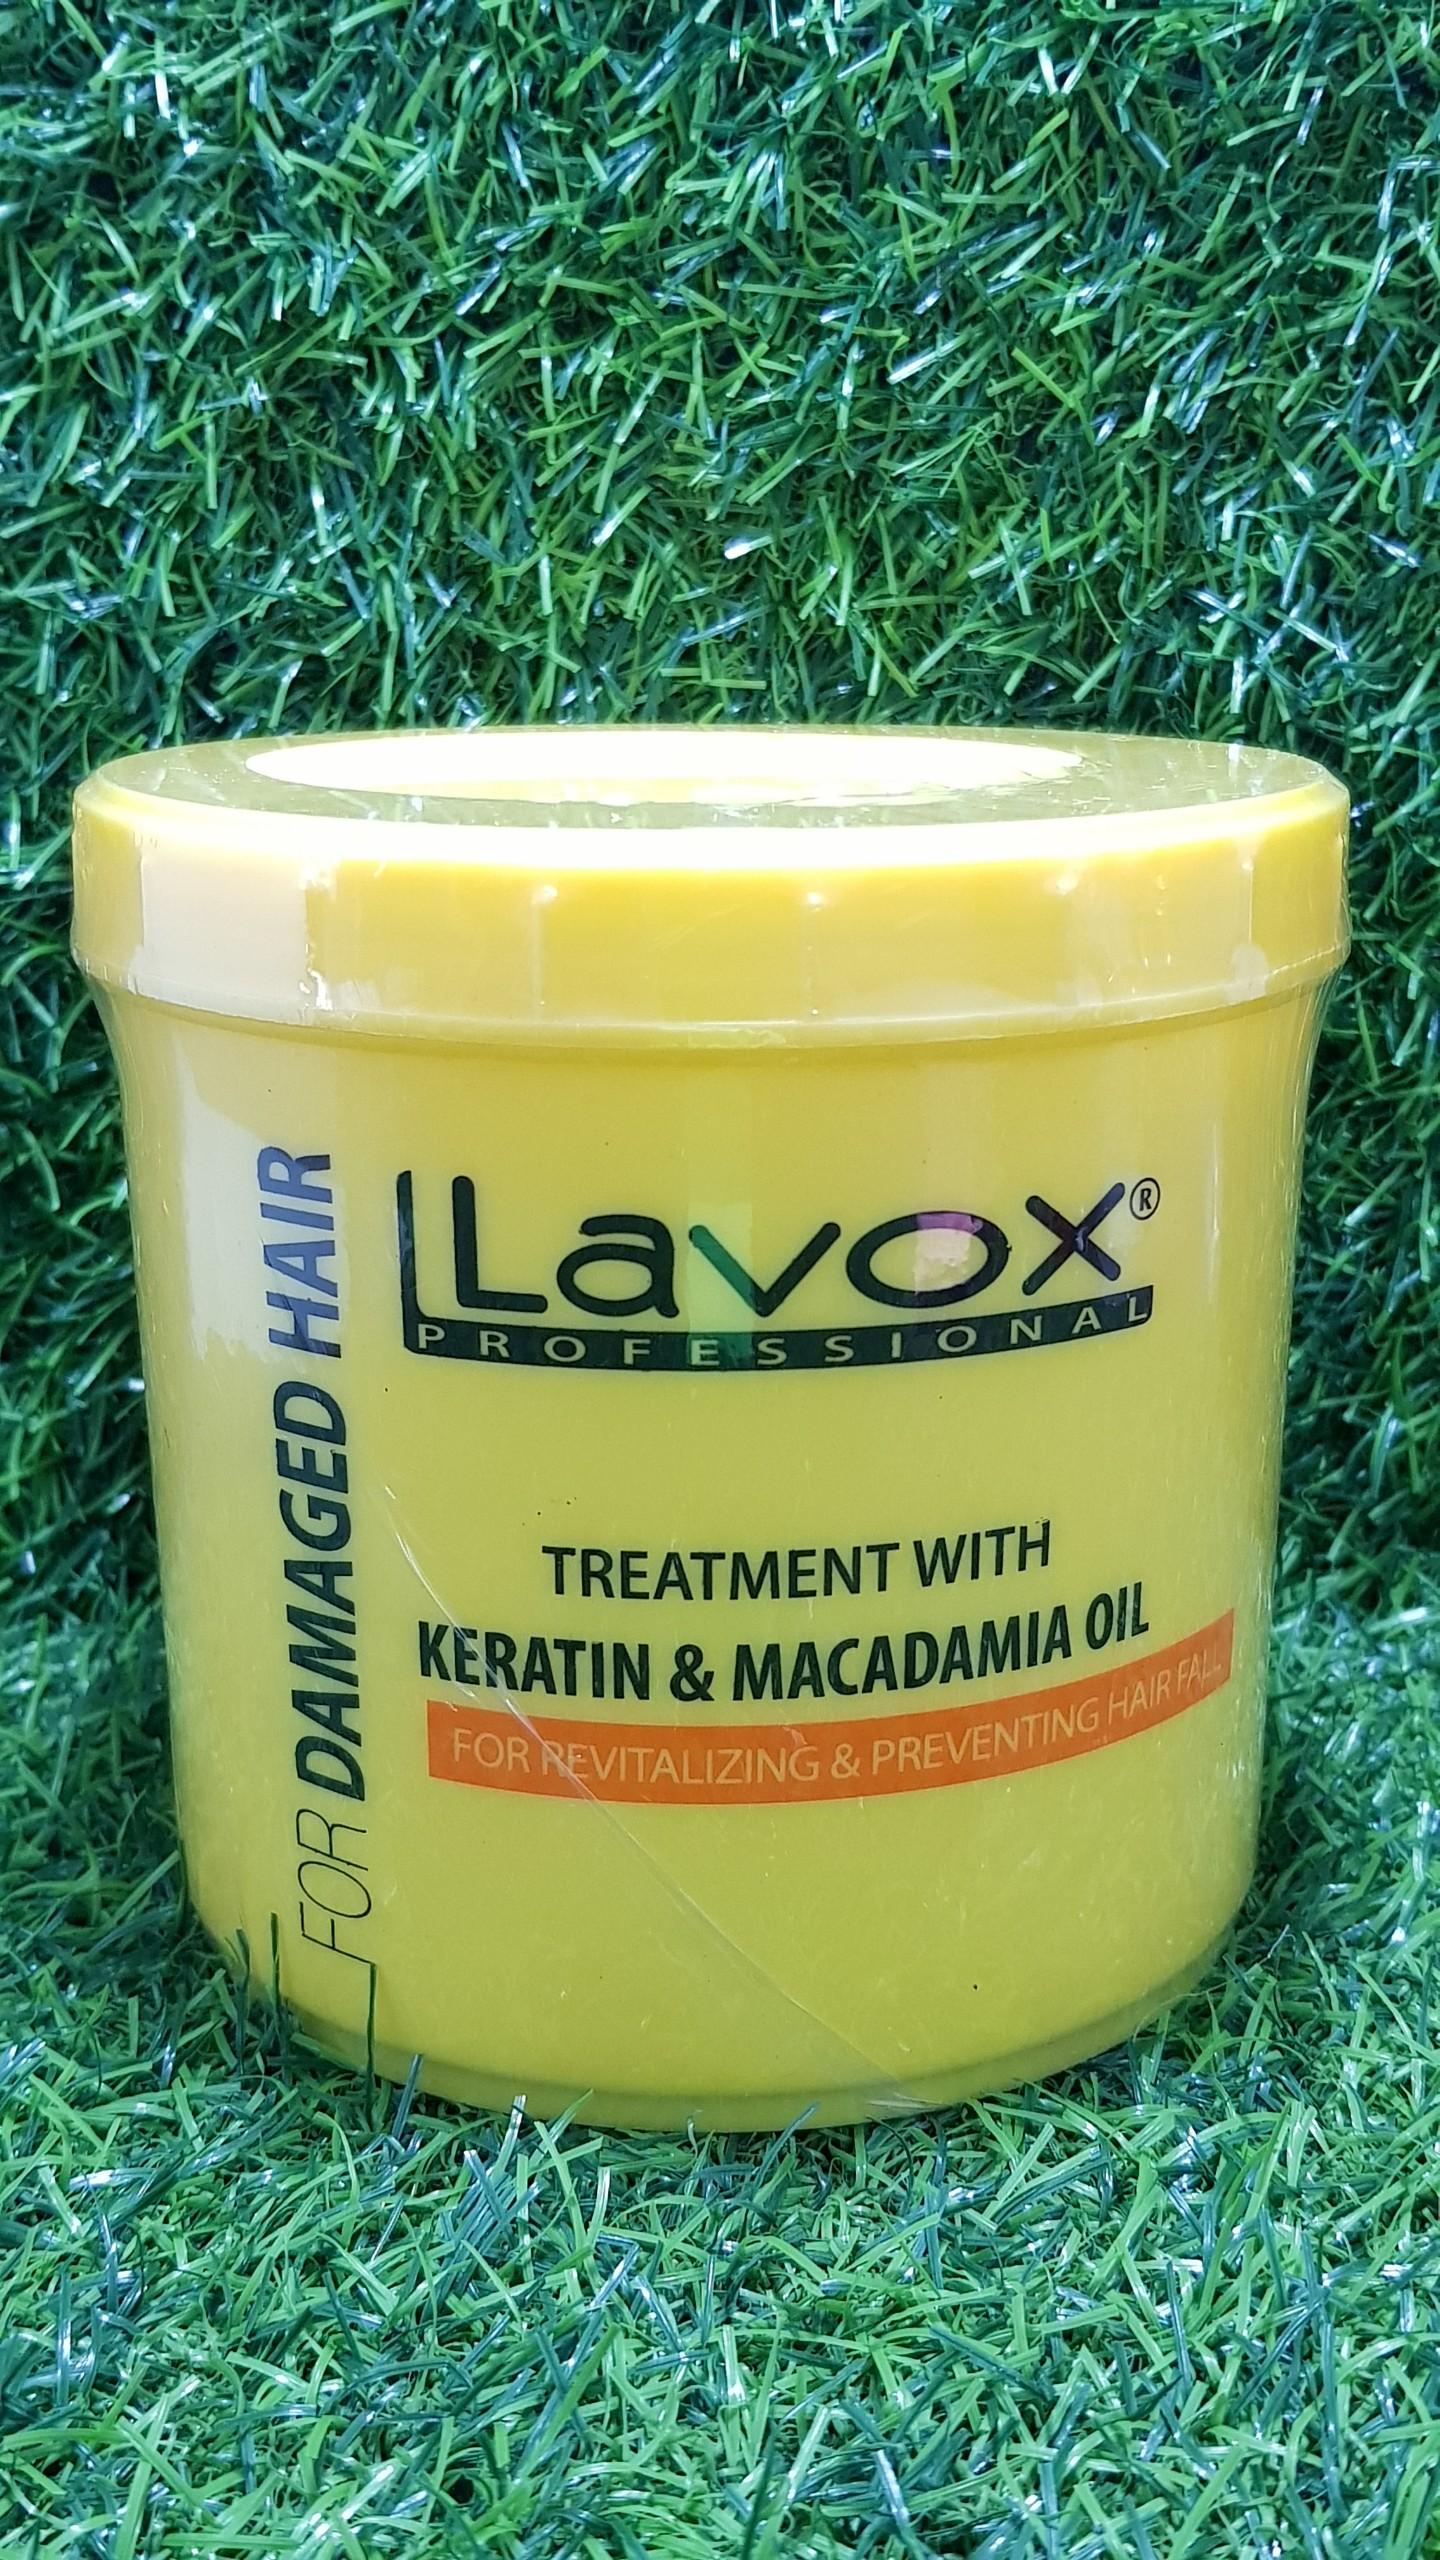 Lavox®
PROFESSIONAL
TREATMENT WITH
KERATIN & MACADAMIA OIL
FOR REVITALIZING & PREVENTING HAIR FALL
FOR DAMAGED HAIR